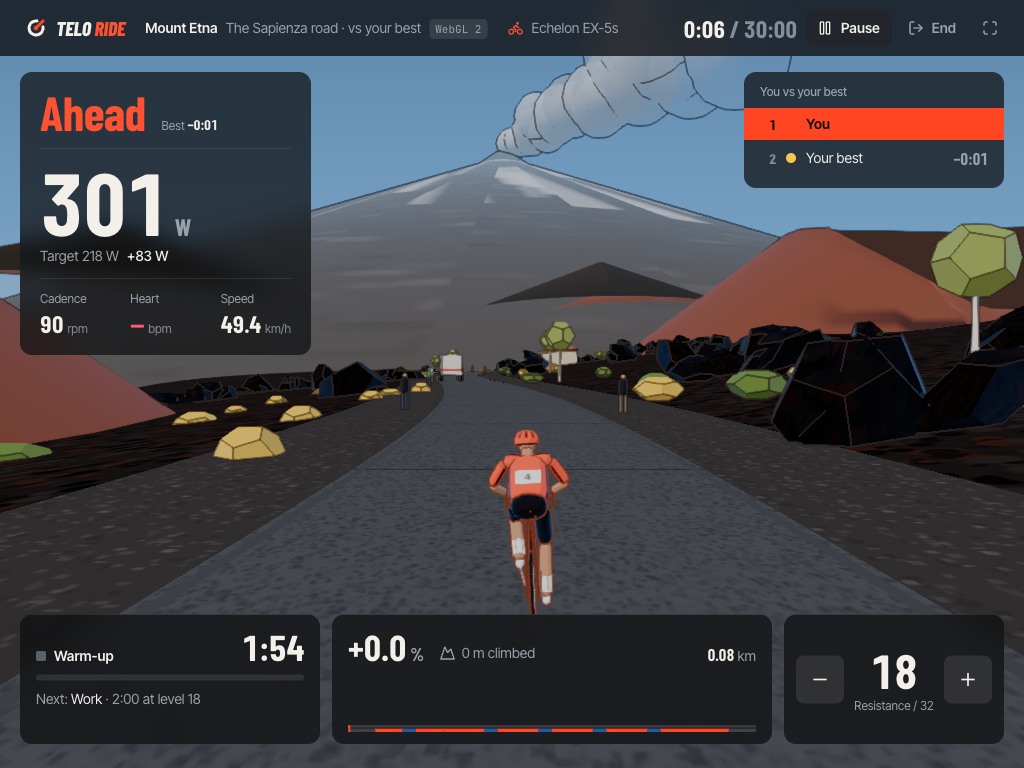 TELO RIDE
Mount Etna The Sapienza road · vs your best WebGL 2 Echelon EX-5s 0:06 / 30:00 Pause End
Ahead Best −0:01
301 W
Target 218 W +83 W
Cadence Heart Speed
90 rpm – bpm 49.4 km/h
You vs your best
1 You
2 Your best −0:01
4
Warm-up 1:54
Next: Work · 2:00 at level 18
+0.0 % 0 m climbed 0.08 km
− 18 +
Resistance / 32